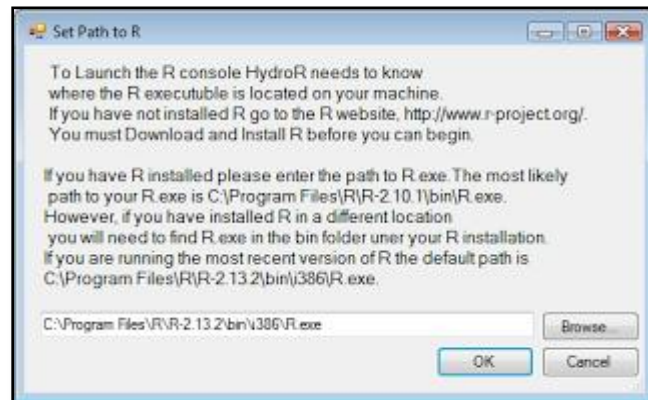 Set Path to R
To Launch the R console HydroR needs to know
where the R executuble is located on your machine.
If you have not installed R go to the R website, http://www.r-project.org/.
You must Download and Install R before you can begin.
If you have R installed please enter the path to R.exe.The most likely
path to your R.exe is C:\Program Files\R\R-2.10.1\bin\R.exe.
However, if you have installed R in a different location
you will need to find R.exe in the bin folder uner your R installation.
If you are running the most recent version of R the default path is
C:\Program Files\R\R-2.13.2\bin\i386\R.exe.
C:\Program Files\R\R-2.13.2\bin\i386\R.exe
Browse...
OK
Cancel